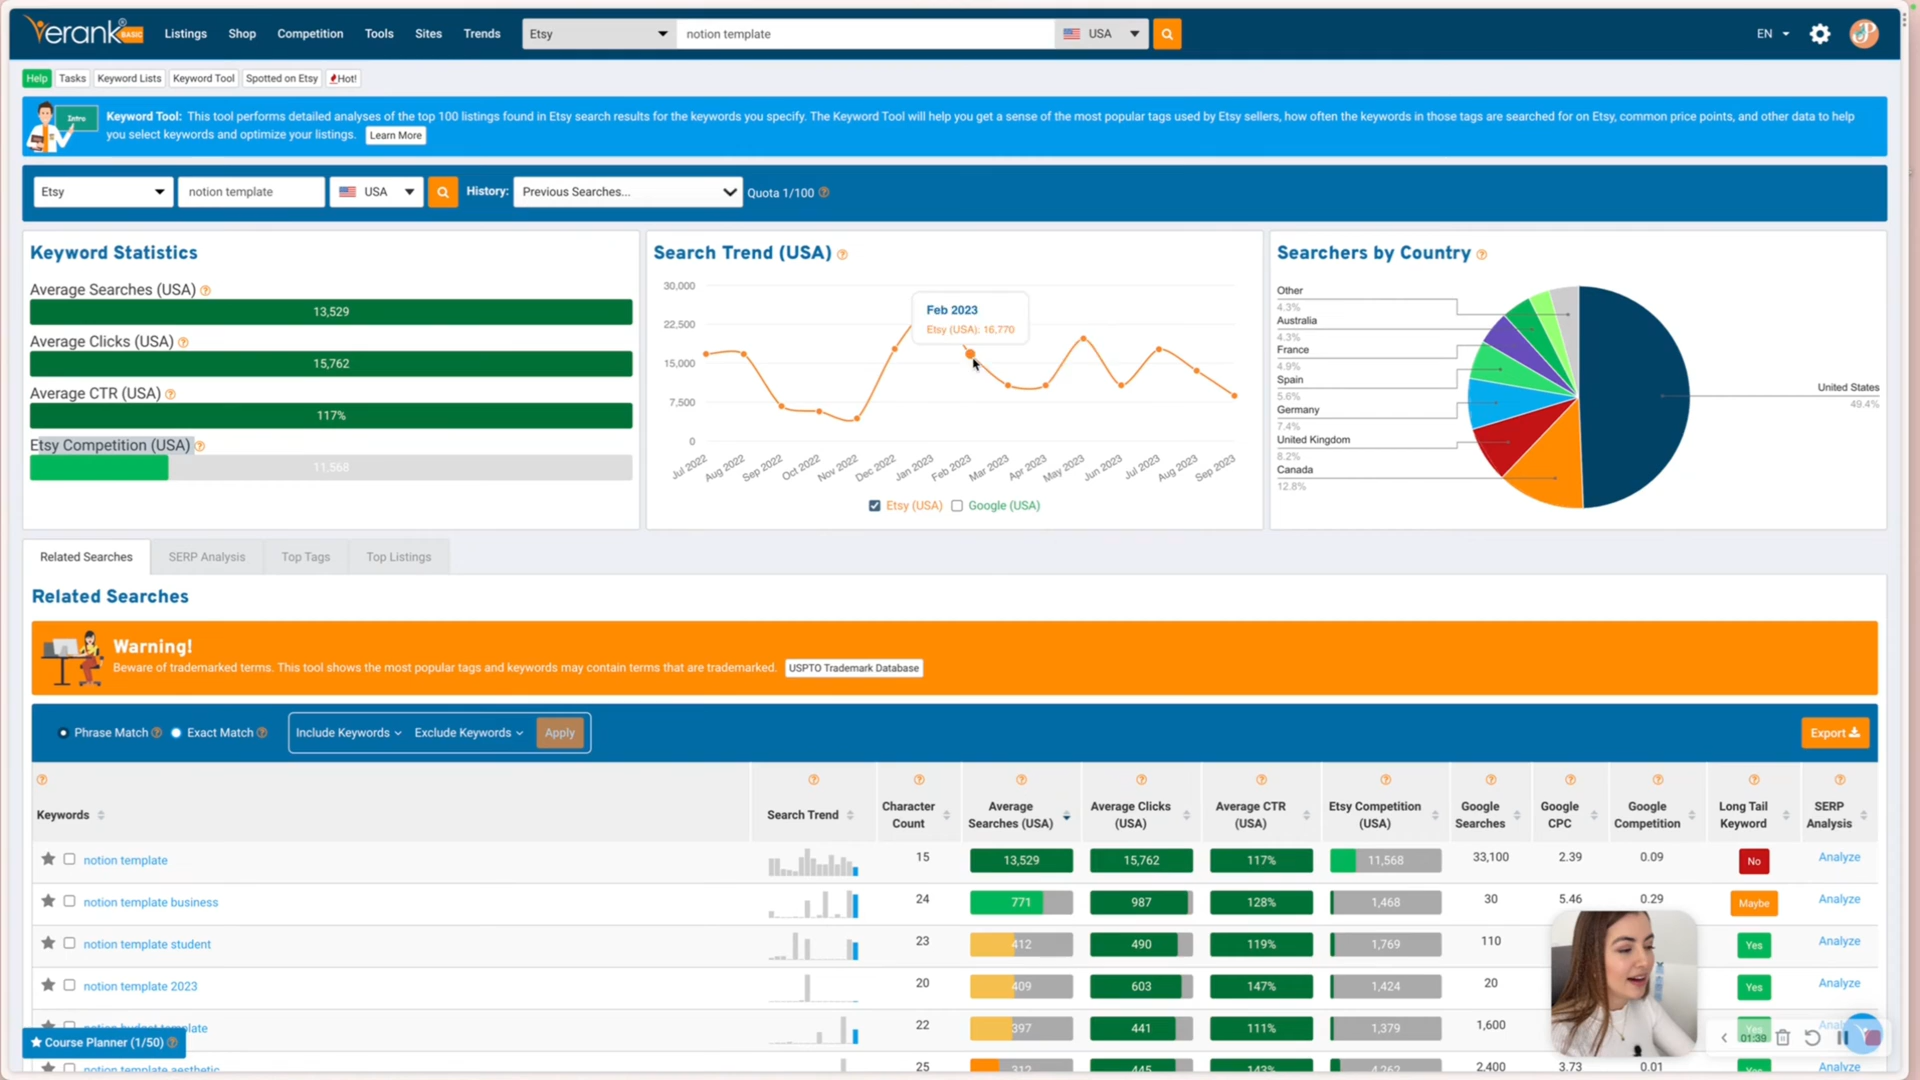 erank BASIC
Listings Shop Competition Tools Sites Trends Etsy notion template USA EN
Help Tasks Keyword Lists Keyword Tool Spotted on Etsy Hot!
Intro
Keyword Tool: This tool performs detailed analyses of the top 100 listings found in Etsy search results for the keywords you specify. The Keyword Tool will help you get a sense of the most popular tags used by Etsy sellers, how often the keywords in those tags are searched for on Etsy, common price points, and other data to help
you select keywords and optimize your listings. Learn More
Etsy notion template USA History: Previous Searches... Quota 1/100
Keyword Statistics
Average Searches (USA)
13,529
Average Clicks (USA)
15,762
Average CTR (USA)
117%
Etsy Competition (USA)
11,568
Search Trend (USA)
30,000
22,500
15,000
7,500
0
Feb 2023
Etsy (USA): 16,770
Jul 2022 Aug 2022 Sep 2022 Oct 2022 Nov 2022 Dec 2022 Jan 2023 Feb 2023 Mar 2023 Apr 2023 May 2023 Jun 2023 Jul 2023 Aug 2023 Sep 2023
Etsy (USA) Google (USA)
Searchers by Country
Other
4.3%
Australia
4.3%
France
4.9%
Spain
5.6%
Germany
7.4%
United Kingdom
8.2%
Canada
12.8%
United States
49.4%
Related Searches SERP Analysis Top Tags Top Listings
Related Searches
Warning!
Beware of trademarked terms. This tool shows the most popular tags and keywords may contain terms that are trademarked. USPTO Trademark Database
Phrase Match Exact Match Include Keywords Exclude Keywords Apply Export
Keywords Search Trend Character Count Average Searches (USA) Average Clicks (USA) Average CTR (USA) Etsy Competition (USA) Google Searches Google CPC Google Competition Long Tail Keyword SERP Analysis
notion template 15 13,529 15,762 117% 11,568 33,100 2.39 0.09 No Analyze
notion template business 24 771 987 128% 1,468 30 5.46 0.29 Maybe Analyze
notion template student 23 412 490 119% 1,769 110 Yes Analyze
notion template 2023 20 409 603 147% 1,424 20 Yes Analyze
notion budget template 22 397 441 111% 1,379 1,600 Yes
Course Planner (1/50)
01:39
notion template aesthetic 25 312 445 143% 4,262 2,400 3.73 0.01 Yes Analyze